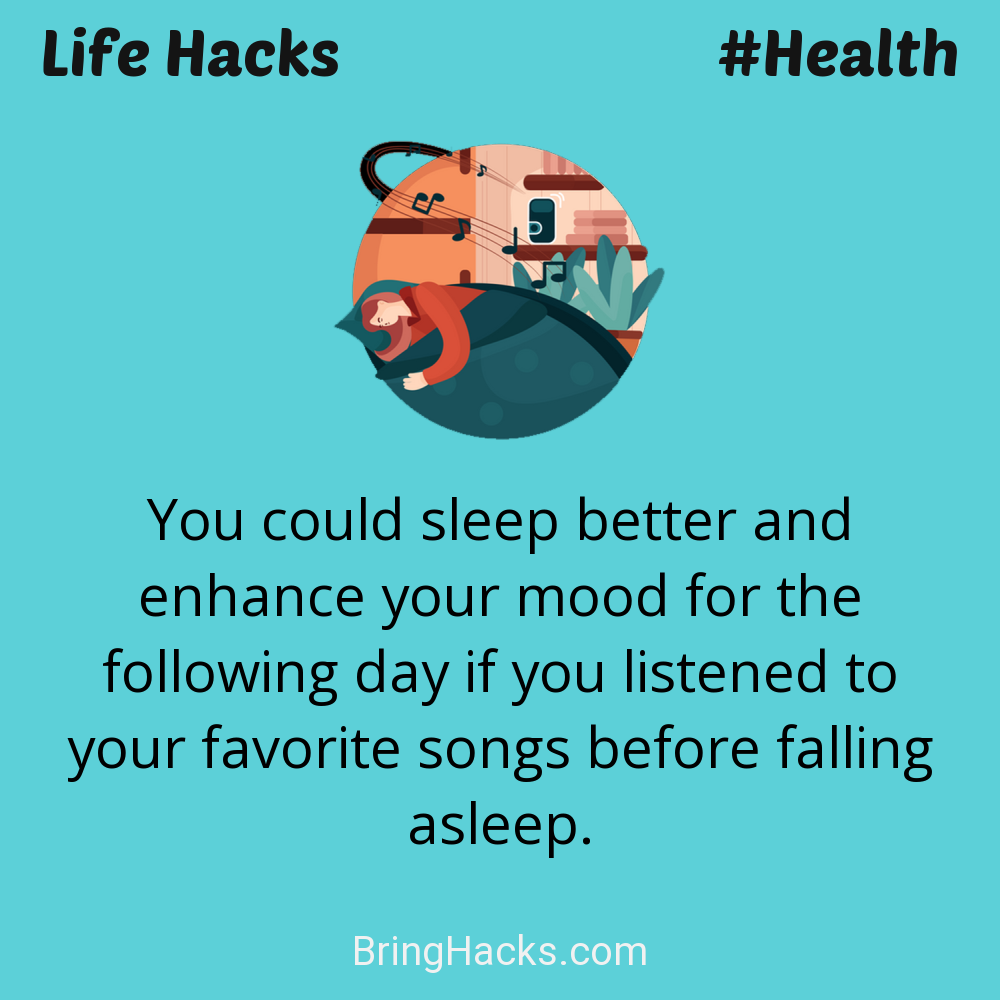 Life Hacks
#Health
You could sleep better and
enhance your mood for the
following day if you listened to
your favorite songs before falling
asleep.
BringHacks.com